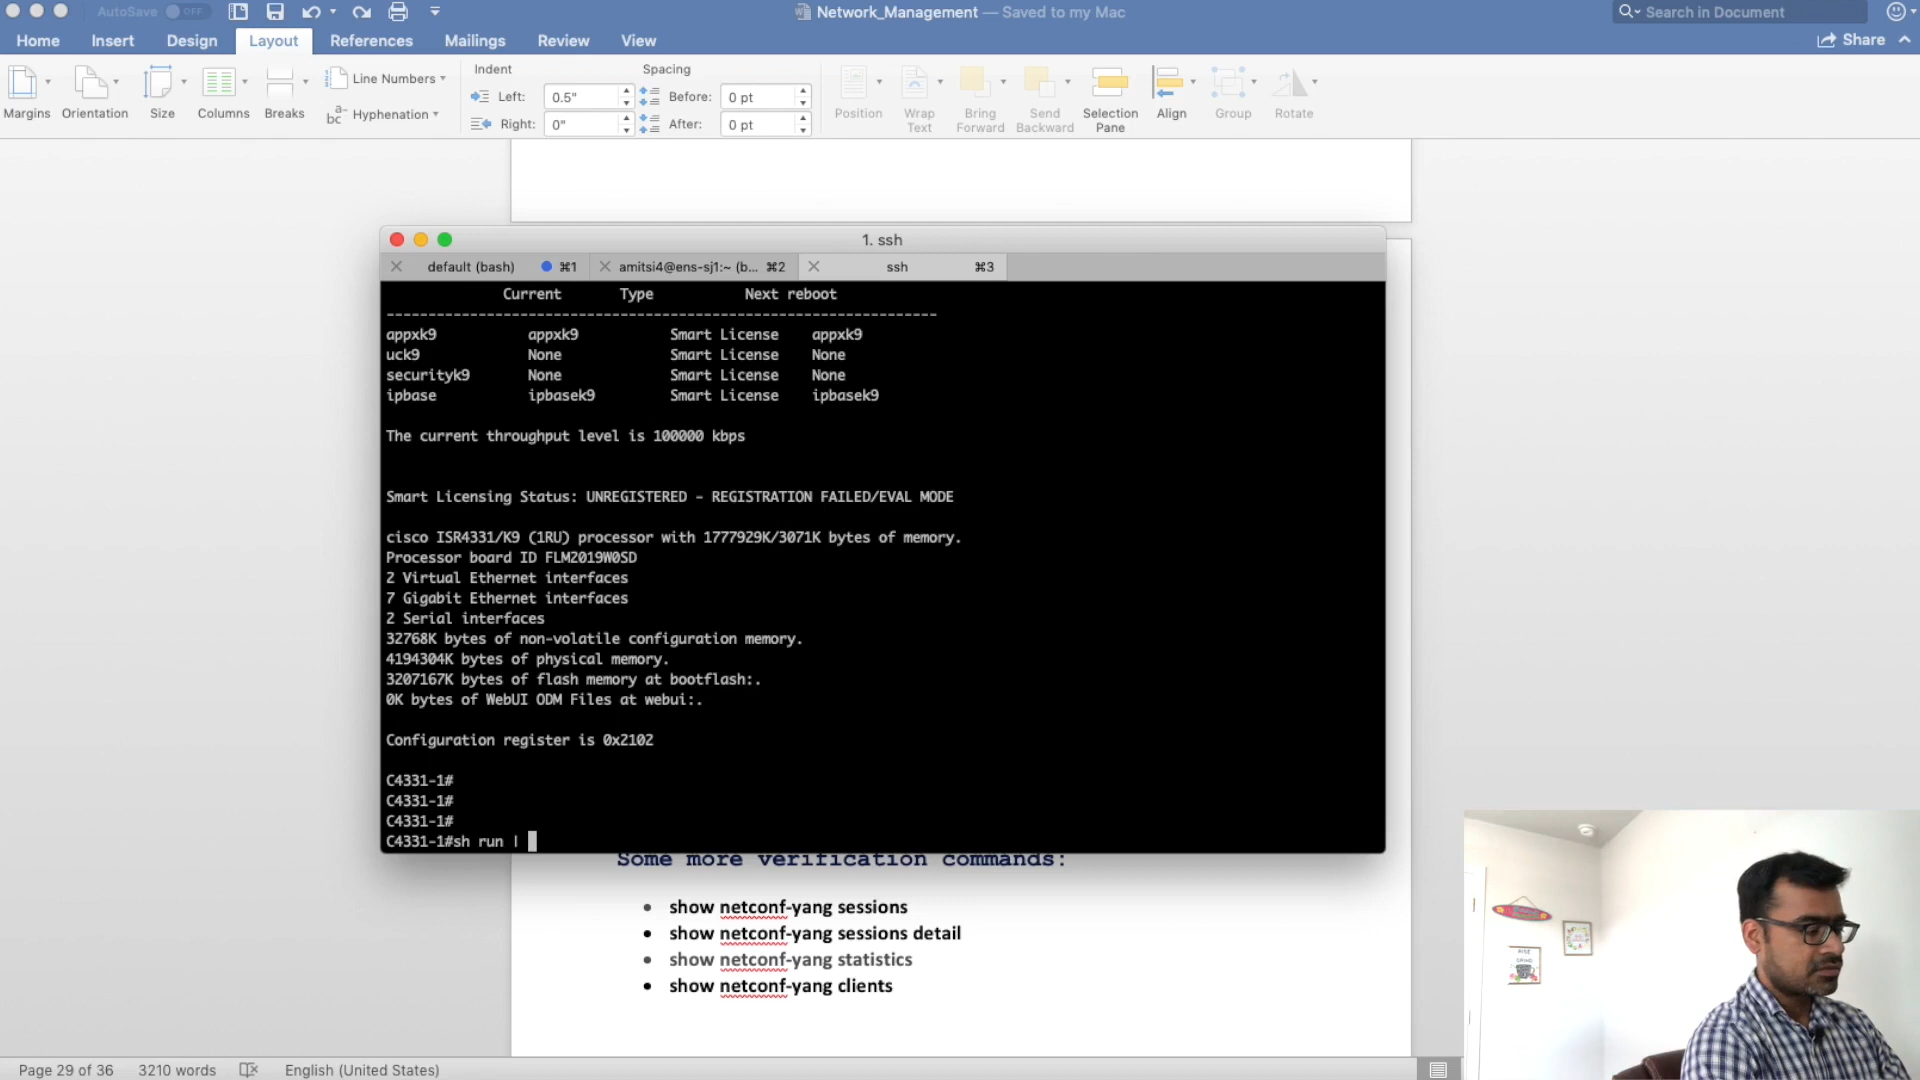 AutoSave OFF
Network_Management — Saved to my Mac
Search in Document
Home Insert Design Layout References Mailings Review View
Share
Margins Orientation Size Columns Breaks
Line Numbers
Hyphenation
Indent Spacing
Left: 0.5" Before: 0 pt
Right: 0" After: 0 pt
Position Wrap Text Bring Forward Send Backward Selection Pane Align Group Rotate
1. ssh
default (bash) ⌘1 amitsi4@ens-sj1:~ (b... ⌘2 ssh ⌘3
Current Type Next reboot
------------------------------------------------------------------
appxk9 appxk9 Smart License appxk9
uck9 None Smart License None
securityk9 None Smart License None
ipbase ipbasek9 Smart License ipbasek9
The current throughput level is 100000 kbps
Smart Licensing Status: UNREGISTERED - REGISTRATION FAILED/EVAL MODE
cisco ISR4331/K9 (1RU) processor with 1777929K/3071K bytes of memory.
Processor board ID FLM2019W0SD
2 Virtual Ethernet interfaces
7 Gigabit Ethernet interfaces
2 Serial interfaces
32768K bytes of non-volatile configuration memory.
4194304K bytes of physical memory.
3207167K bytes of flash memory at bootflash:.
0K bytes of WebUI ODM Files at webui:.
Configuration register is 0x2102
C4331-1#
C4331-1#
C4331-1#
C4331-1#sh run |
Some more verification commands:
• show netconf-yang sessions
• show netconf-yang sessions detail
• show netconf-yang statistics
• show netconf-yang clients
Page 29 of 36 3210 words English (United States)